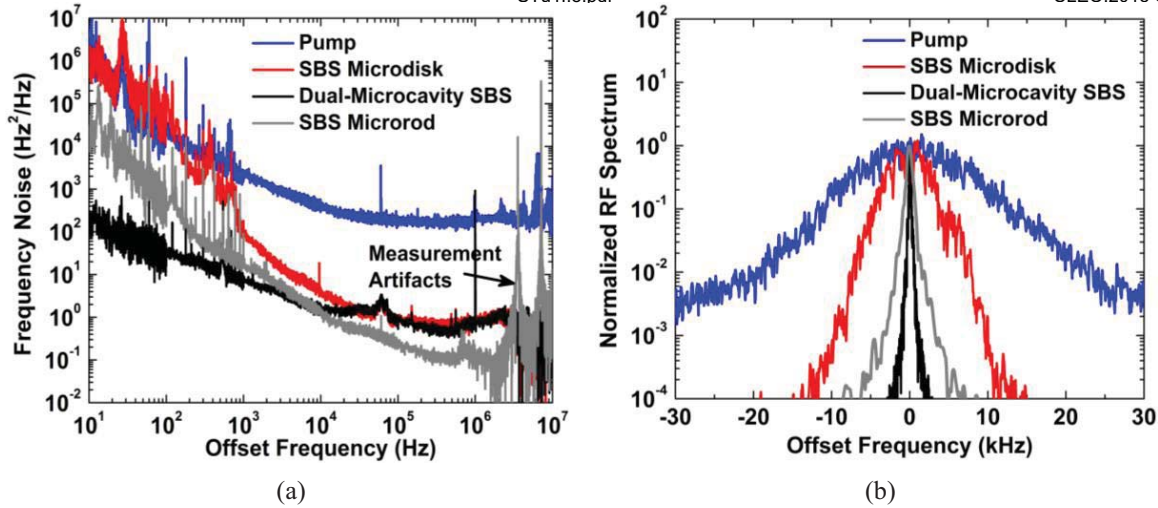 Frequency Noise (Hz²/Hz)
10⁷
10⁶
10⁵
10⁴
10³
10²
10¹
10⁰
10⁻¹
10⁻²
Pump
SBS Microdisk
Dual-Microcavity SBS
SBS Microrod
Measurement
Artifacts
10¹ 10² 10³ 10⁴ 10⁵ 10⁶ 10⁷
Offset Frequency (Hz)
(a)
Normalized RF Spectrum
10²
10¹
10⁰
10⁻¹
10⁻²
10⁻³
10⁻⁴
Pump
SBS Microdisk
Dual-Microcavity SBS
SBS Microrod
-30 -20 -10 0 10 20 30
Offset Frequency (kHz)
(b)